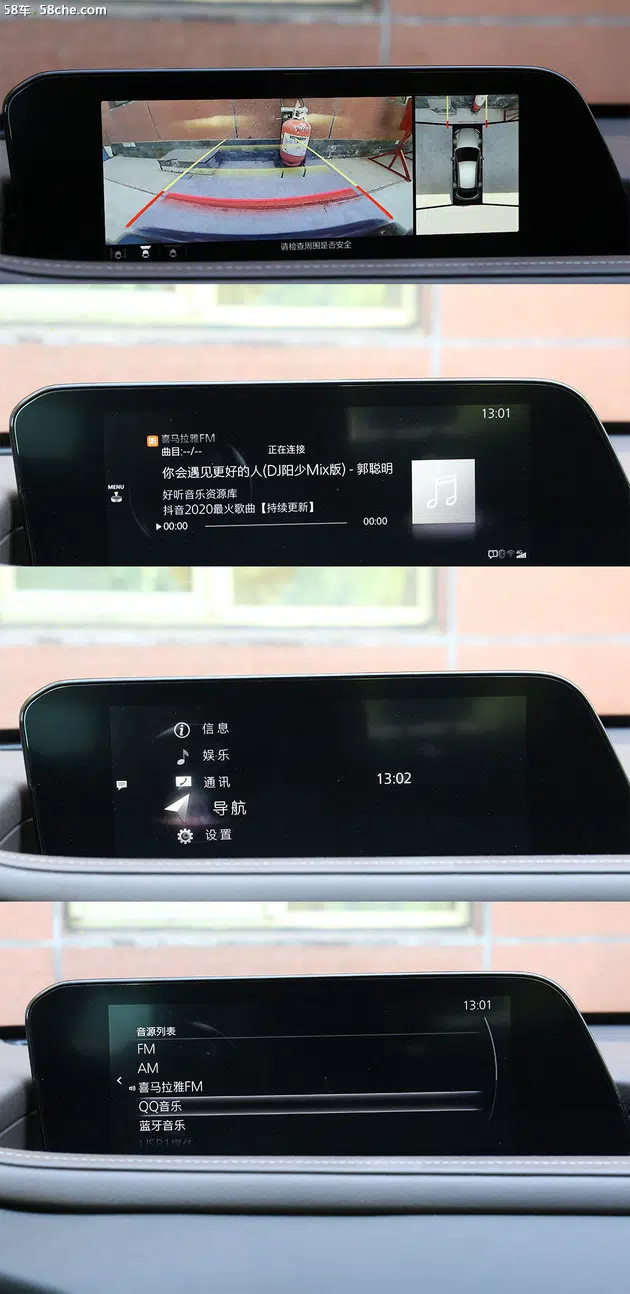 58车 58che.com
请检查周围是否安全
13:01
喜马拉雅FM
曲目:--/--
正在连接
你会遇见更好的人(DJ阳少Mix版) - 郭聪明
MENU
好听音乐资源库
抖音2020最火歌曲【持续更新】
00:00
00:00
信息
娱乐
通讯
13:02
导航
设置
13:01
音源列表
FM
AM
喜马拉雅FM
QQ音乐
蓝牙音乐